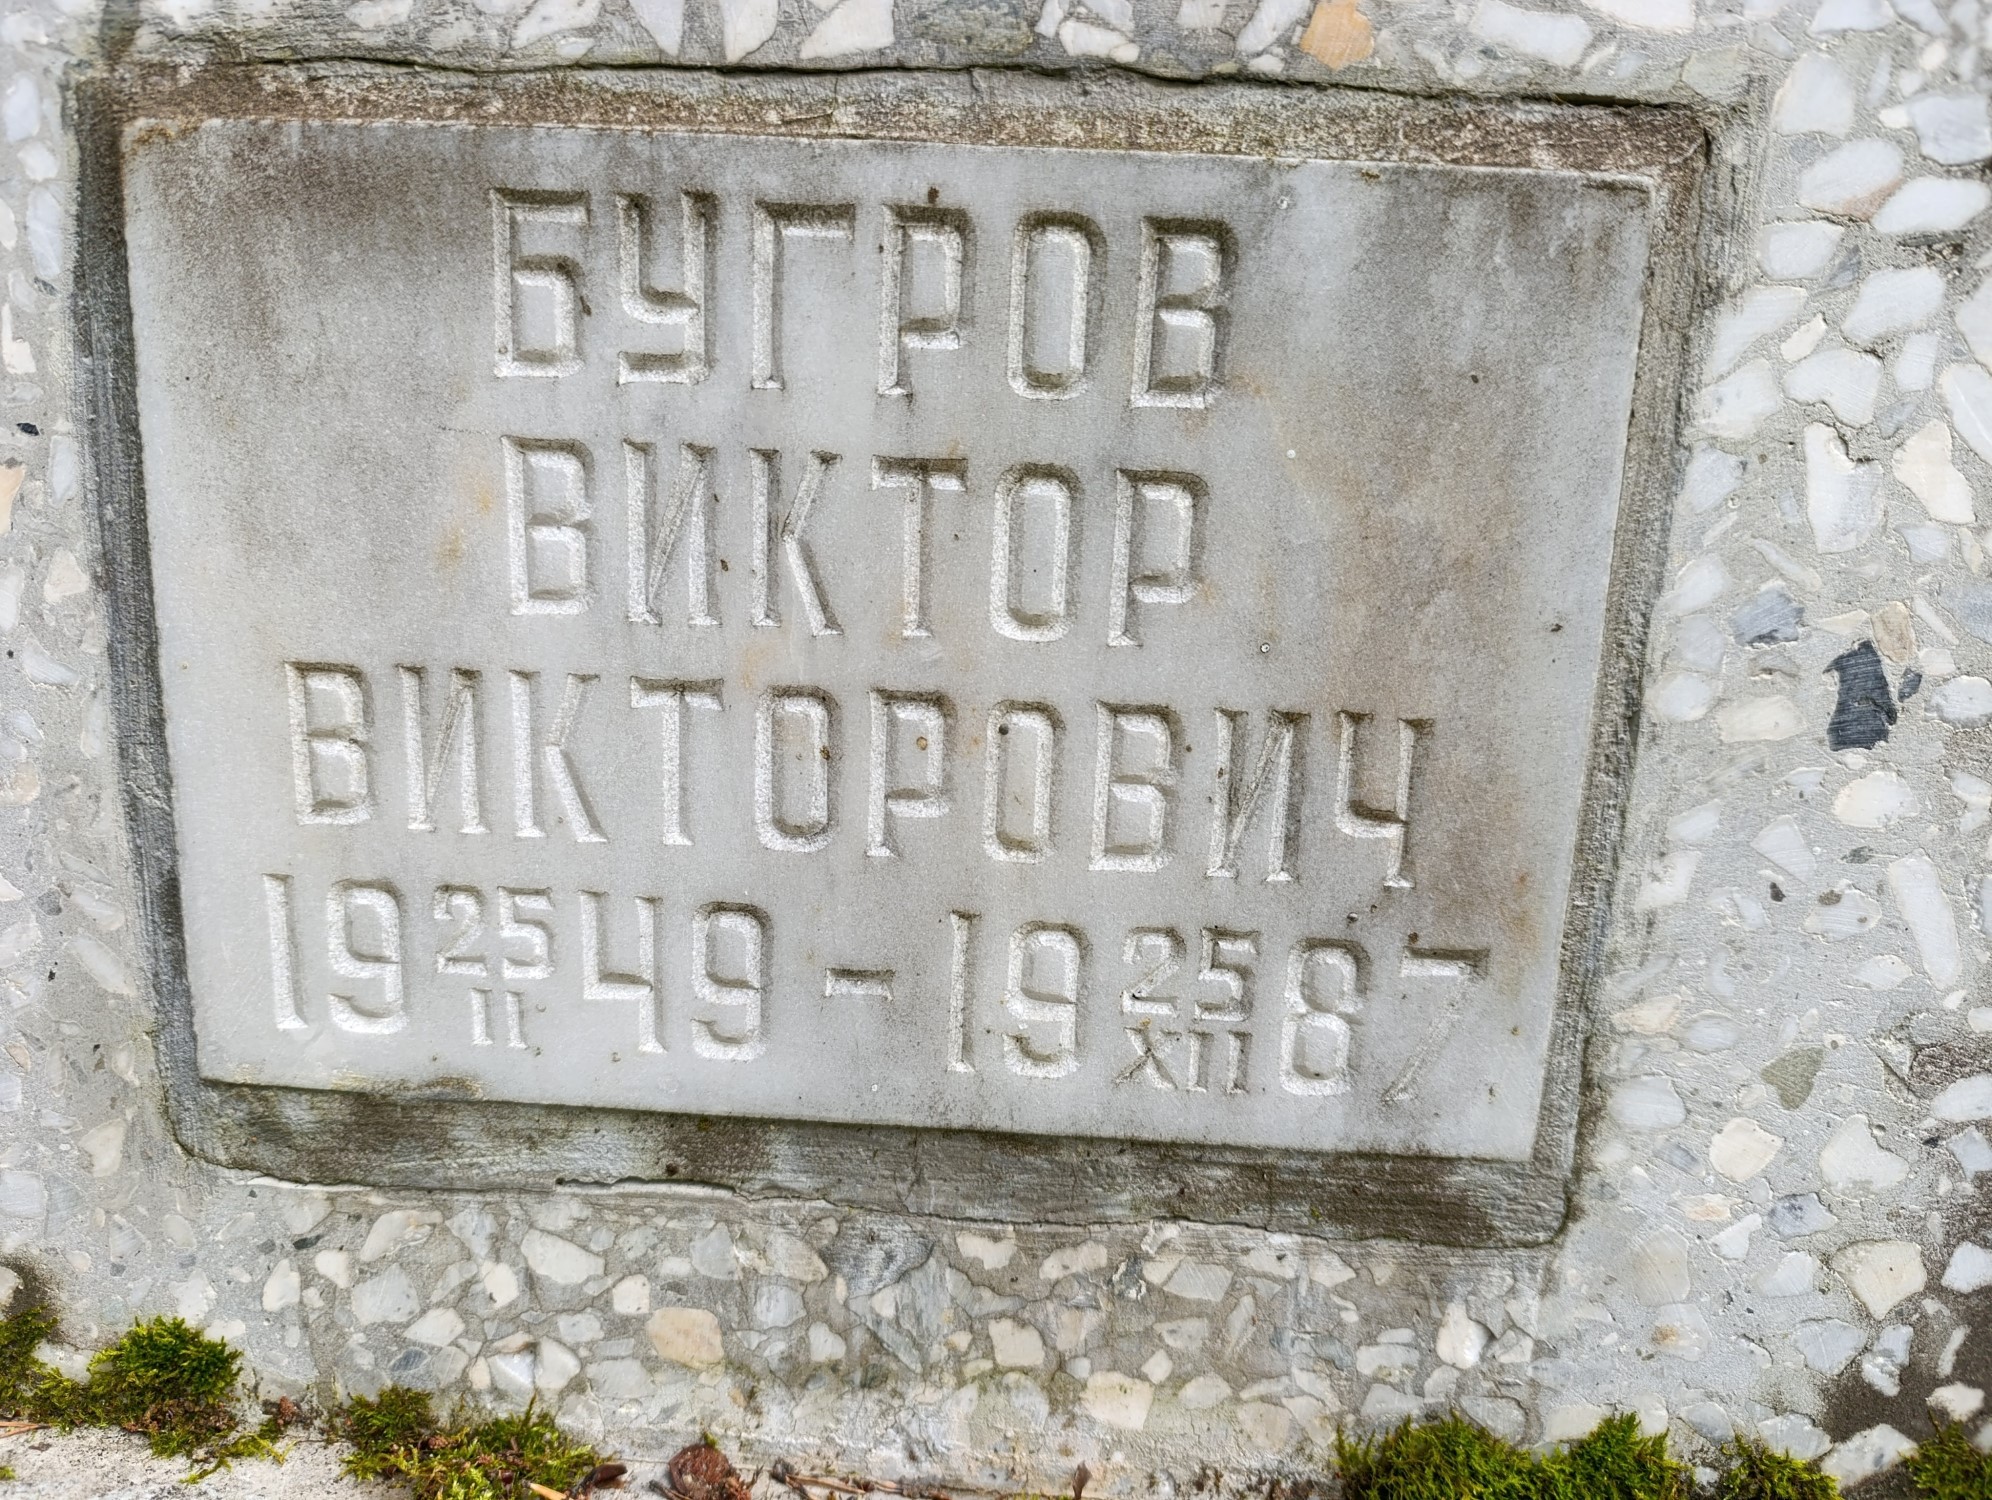 БУГРОВ
ВИКТОР
ВИКТОРОВИЧ
19 25/II 49 - 19 25/XII 87